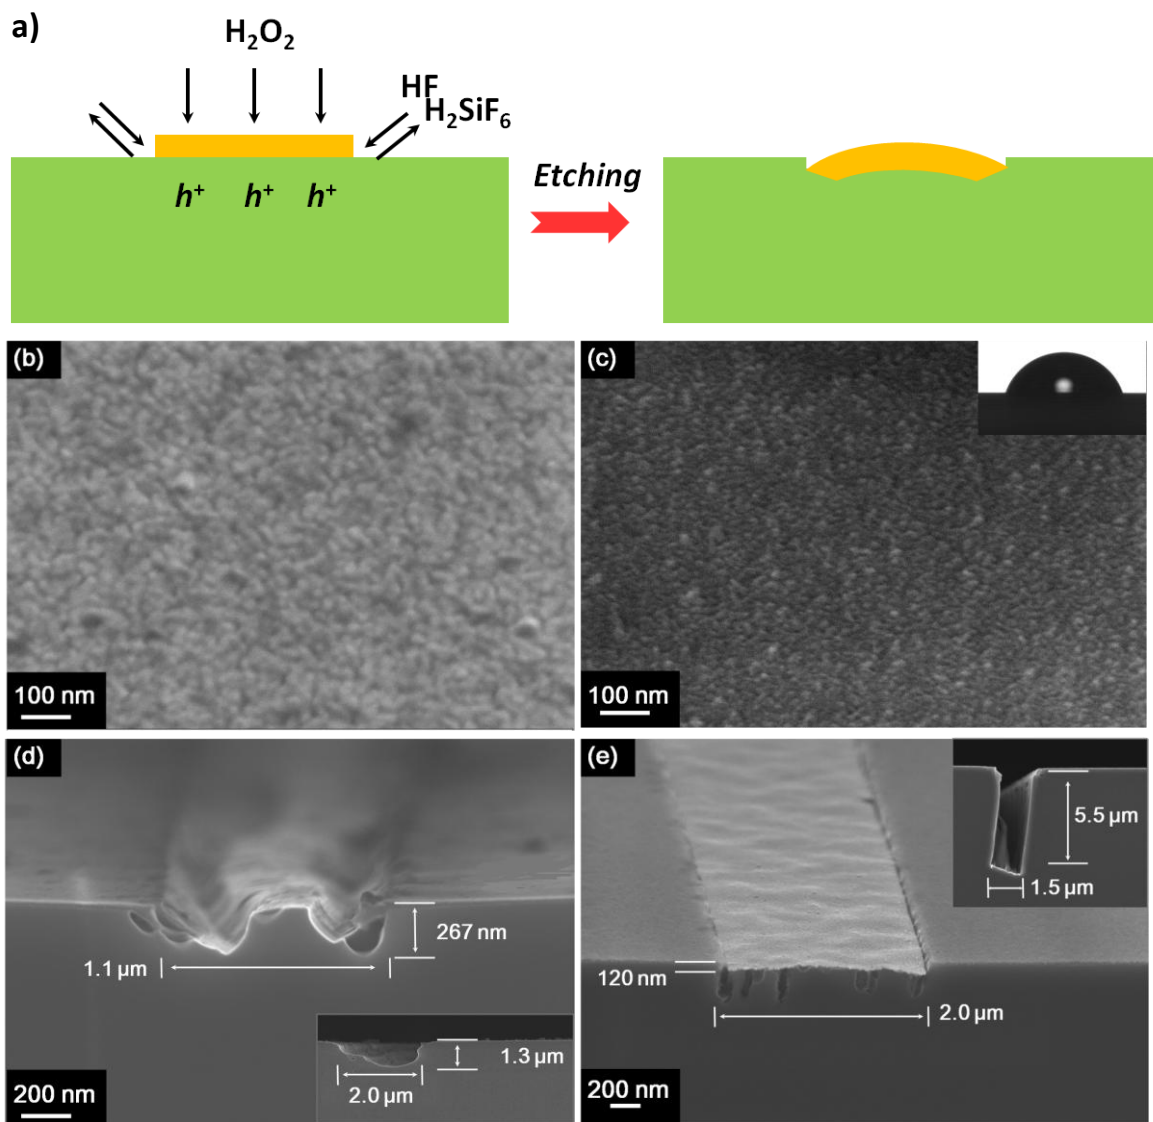 a)
H₂O₂
HF
H₂SiF₆
h⁺ h⁺ h⁺
Etching
(b)
100 nm
(c)
100 nm
(d)
267 nm
1.1 µm
1.3 µm
2.0 µm
200 nm
(e)
5.5 µm
1.5 µm
120 nm
2.0 µm
200 nm